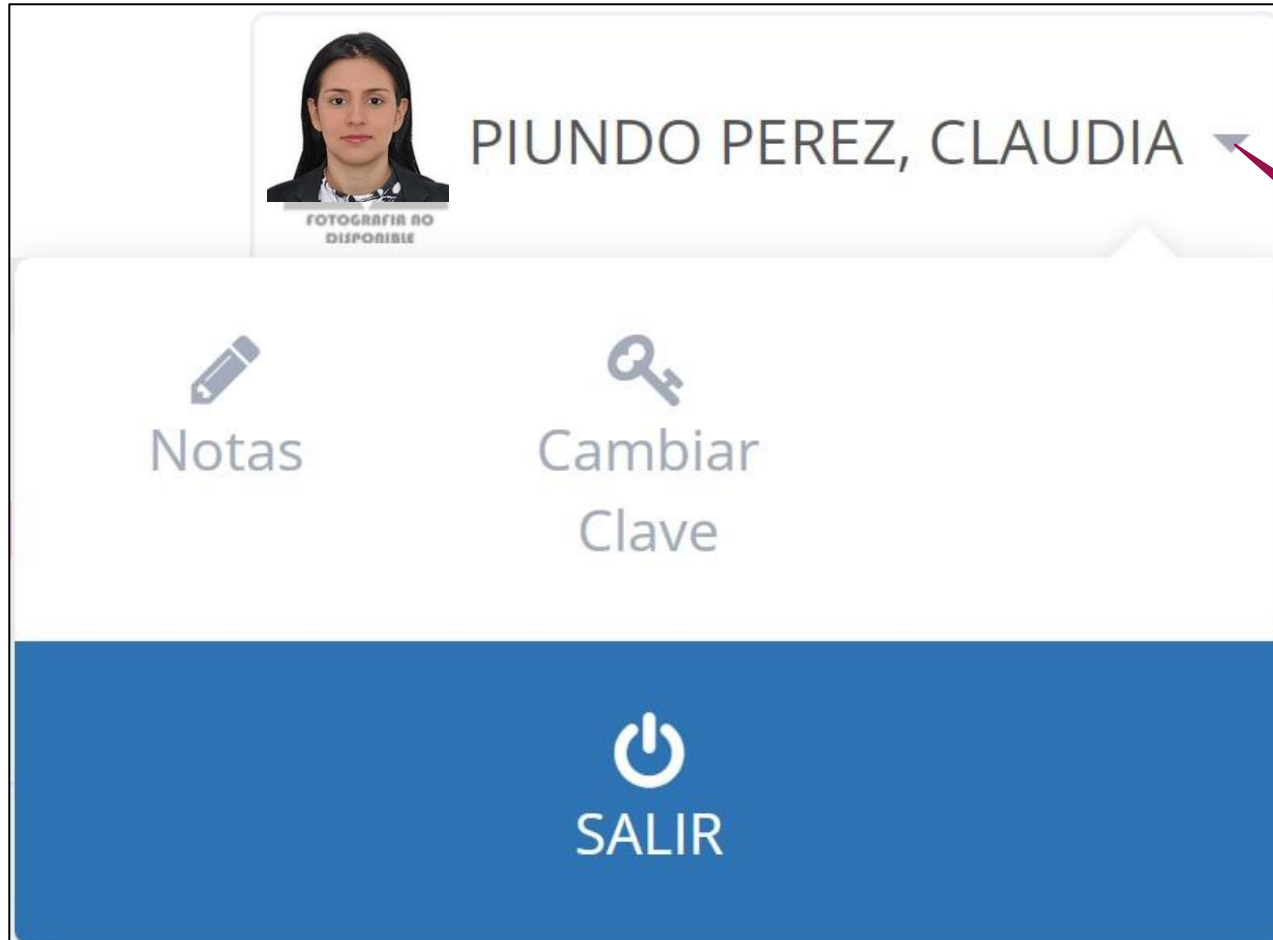 PIUNDO PEREZ, CLAUDIA
FOTOGRAFIA NO
DISPONIBLE
Notas
Cambiar
Clave
SALIR